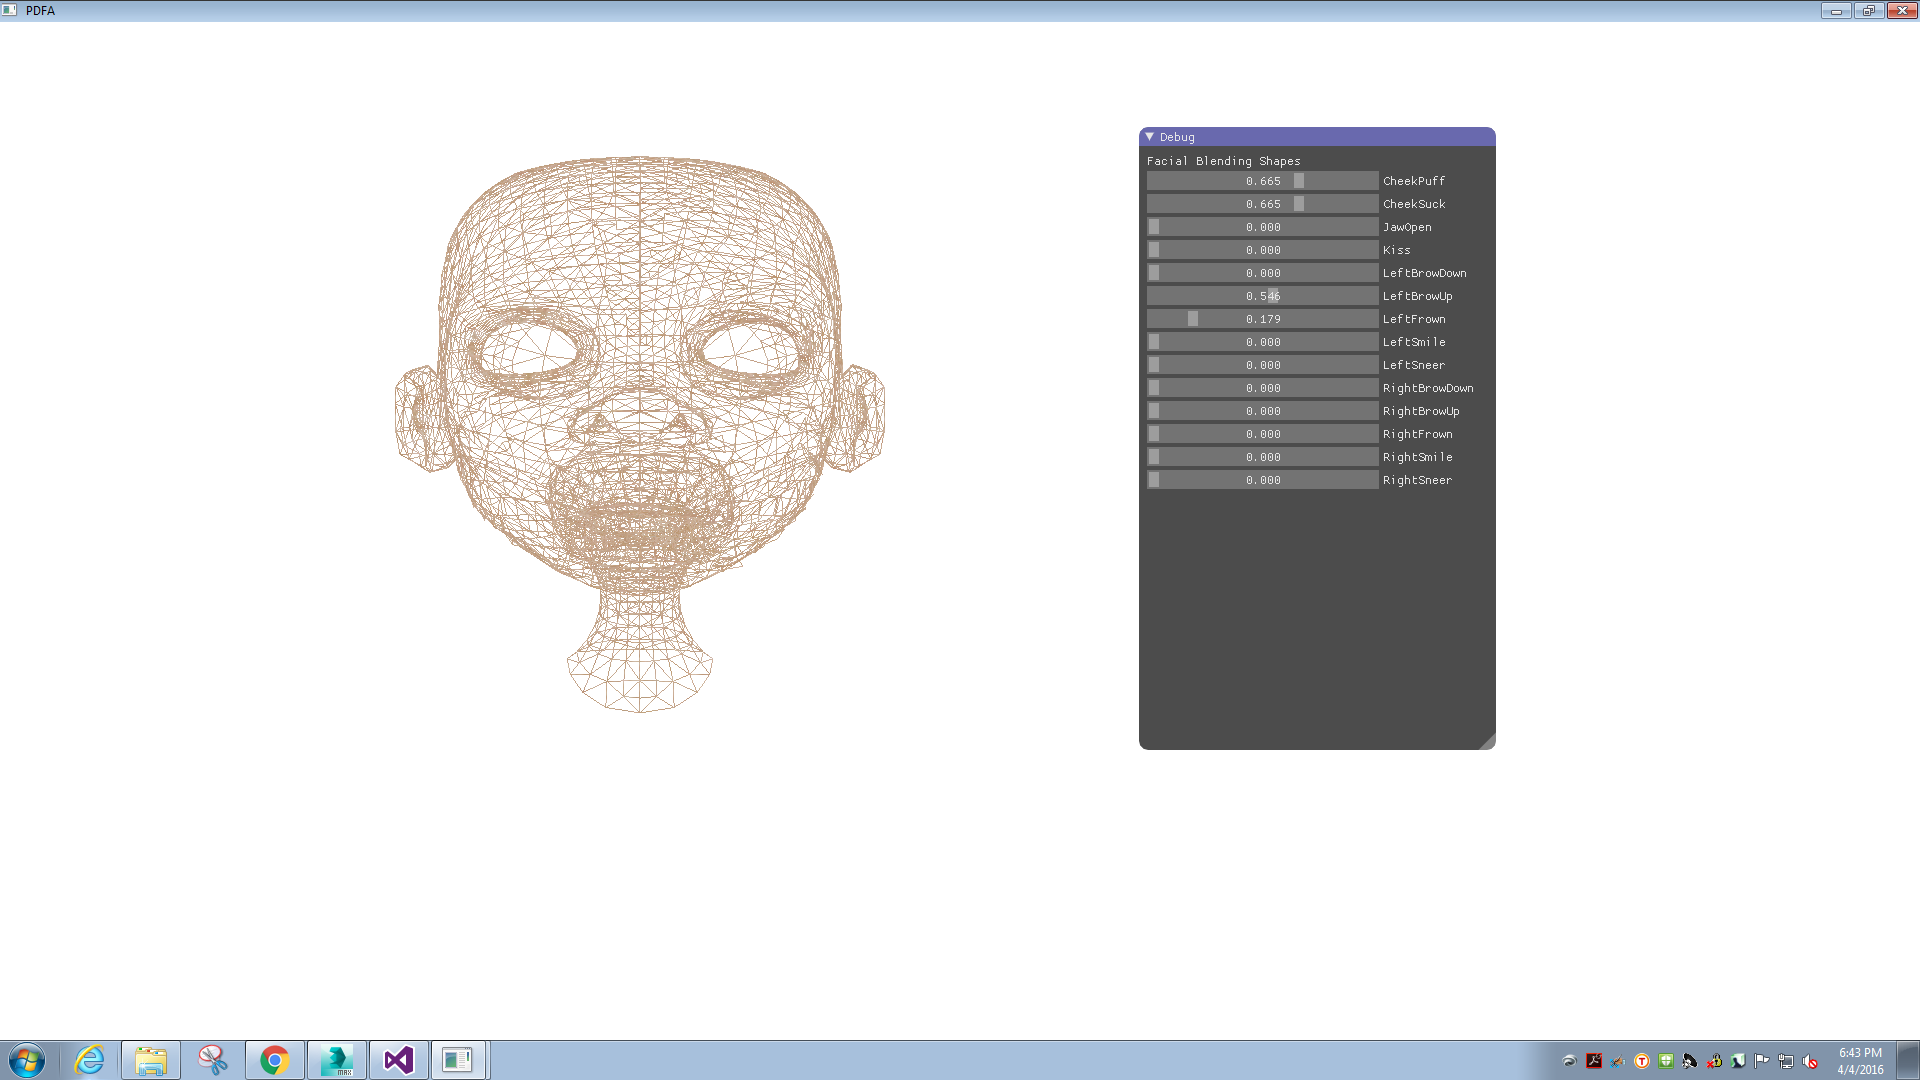 PDFA
Debug
Facial Blending Shapes
0.665 CheekPuff
0.665 CheekSuck
0.000 JawOpen
0.000 Kiss
0.000 LeftBrowDown
0.546 LeftBrowUp
0.179 LeftFrown
0.000 LeftSmile
0.000 LeftSneer
0.000 RightBrowDown
0.000 RightBrowUp
0.000 RightFrown
0.000 RightSmile
0.000 RightSneer
MAX
6:43 PM
4/4/2016